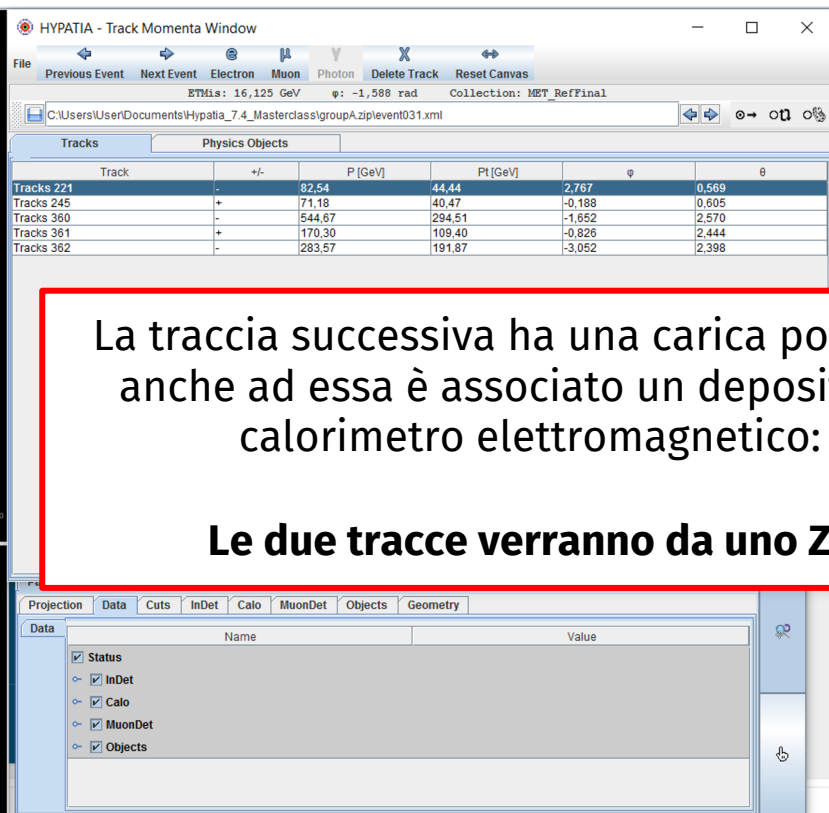 HYPATIA - Track Momenta Window
File Previous Event Next Event Electron Muon Photon Delete Track Reset Canvas
ETMis: 16,125 GeV φ: -1,588 rad Collection: MET_RefFinal
C:\Users\User\Documents\Hypatia_7.4_Masterclass\groupA.zip\event031.xml
Tracks Physics Objects
Track +/- P [GeV] Pt [GeV] φ θ
Tracks 221 - 82,54 44,44 2,767 0,569
Tracks 245 + 71,18 40,47 -0,188 0,605
Tracks 360 - 544,67 294,51 -1,652 2,570
Tracks 361 + 170,30 109,40 -0,826 2,444
Tracks 362 - 283,57 191,87 -3,052 2,398
La traccia successiva ha una carica po
anche ad essa è associato un deposi
calorimetro elettromagnetico:
Le due tracce verranno da uno Z
Projection Data Cuts InDet Calo MuonDet Objects Geometry
Data Name Value
Status
InDet
Calo
MuonDet
Objects